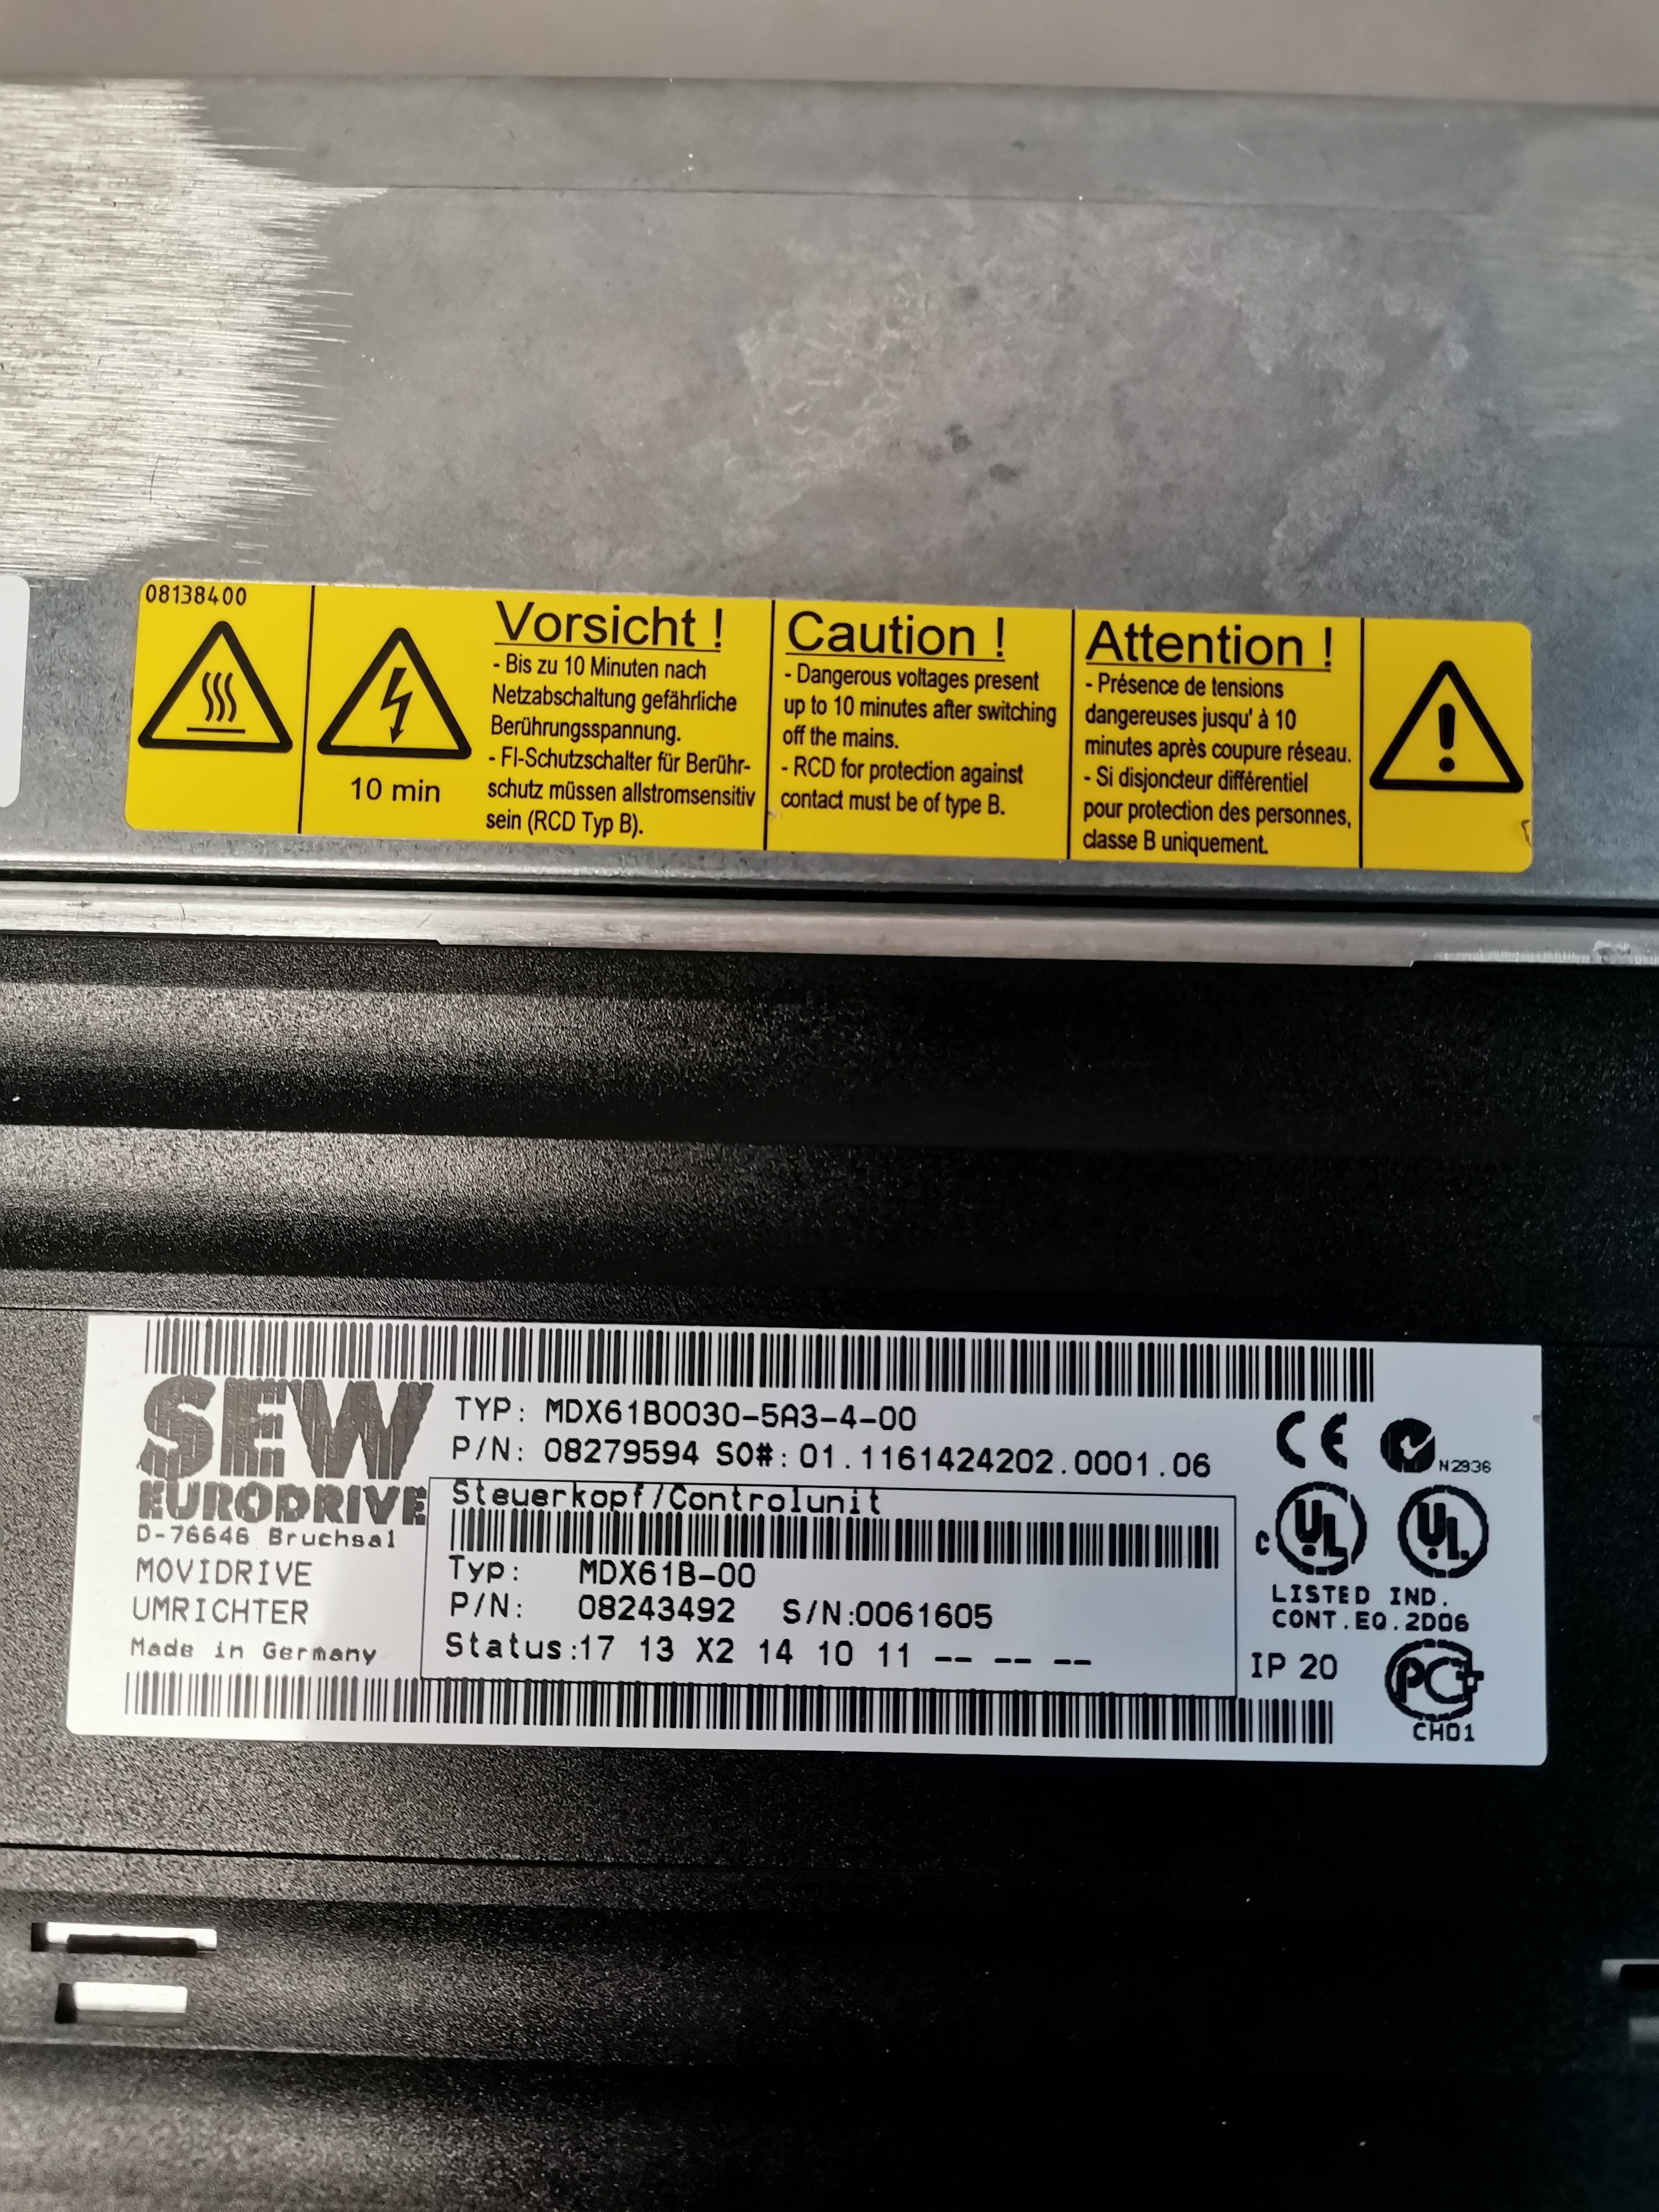 08138400
10 min
Vorsicht !
- Bis zu 10 Minuten nach
Netzabschaltung gefährliche
Berührungsspannung.
- FI-Schutzschalter für Berühr-
schutz müssen allstromsensitiv
sein (RCD Typ B).
Caution !
- Dangerous voltages present
up to 10 minutes after switching
off the mains.
- RCD for protection against
contact must be of type B.
Attention !
- Présence de tensions
dangereuses jusqu' à 10
minutes après coupure réseau.
- Si disjoncteur différentiel
pour protection des personnes,
classe B uniquement.
SEW
EURODRIVE
D-76646 Bruchsal
MOVIDRIVE
UMRICHTER
Made in Germany
TYP: MDX61B0030-5A3-4-00
P/N: 08279594 SO#: 01.1161424202.0001.06
Steuerkopf/Controlunit
Typ: MDX61B-00
P/N: 08243492 S/N:0061605
Status:17 13 X2 14 10 11 -- -- --
CE
N2936
c UL UL
LISTED IND.
CONT.EQ.2D06
IP 20
PCT
CH01